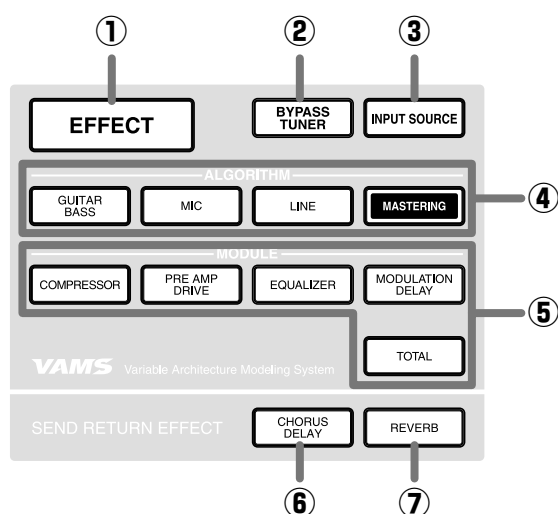 ① ② ③
EFFECT
BYPASS
TUNER
INPUT SOURCE
ALGORITHM
④
GUITAR
BASS
MIC
LINE
MASTERING
MODULE
COMPRESSOR
PRE AMP
DRIVE
EQUALIZER
MODULATION
DELAY
⑤
TOTAL
VAMS Variable Architecture Modeling System
SEND RETURN EFFECT
CHORUS
DELAY
REVERB
⑥ ⑦